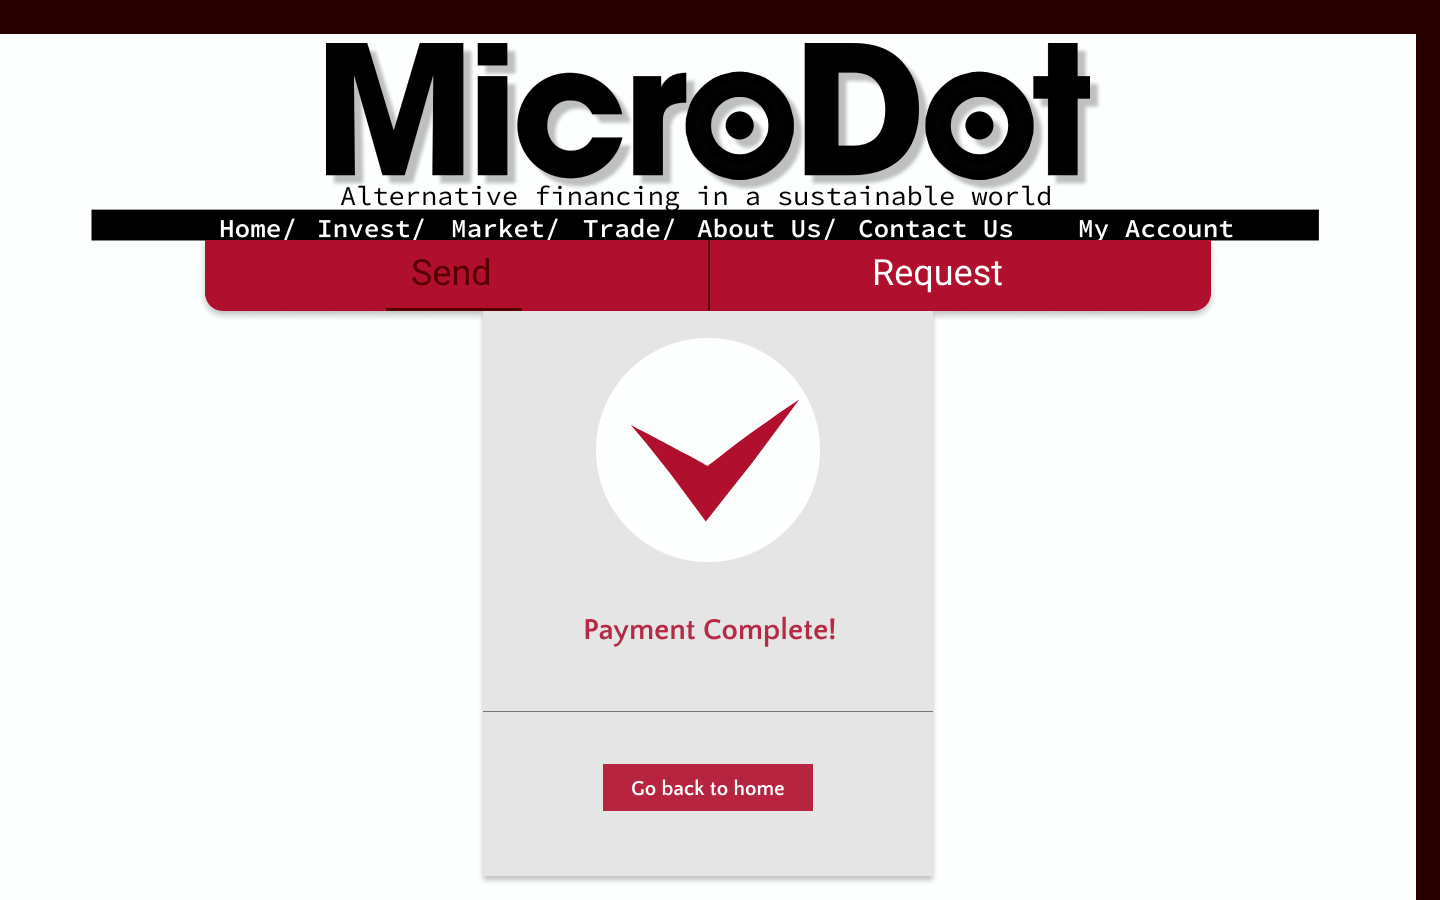 MicroDot
Alternative financing in a sustainable world
Home/ Invest/ Market/ Trade/ About Us/ Contact Us My Account
Send Request
Payment Complete!
Go back to home